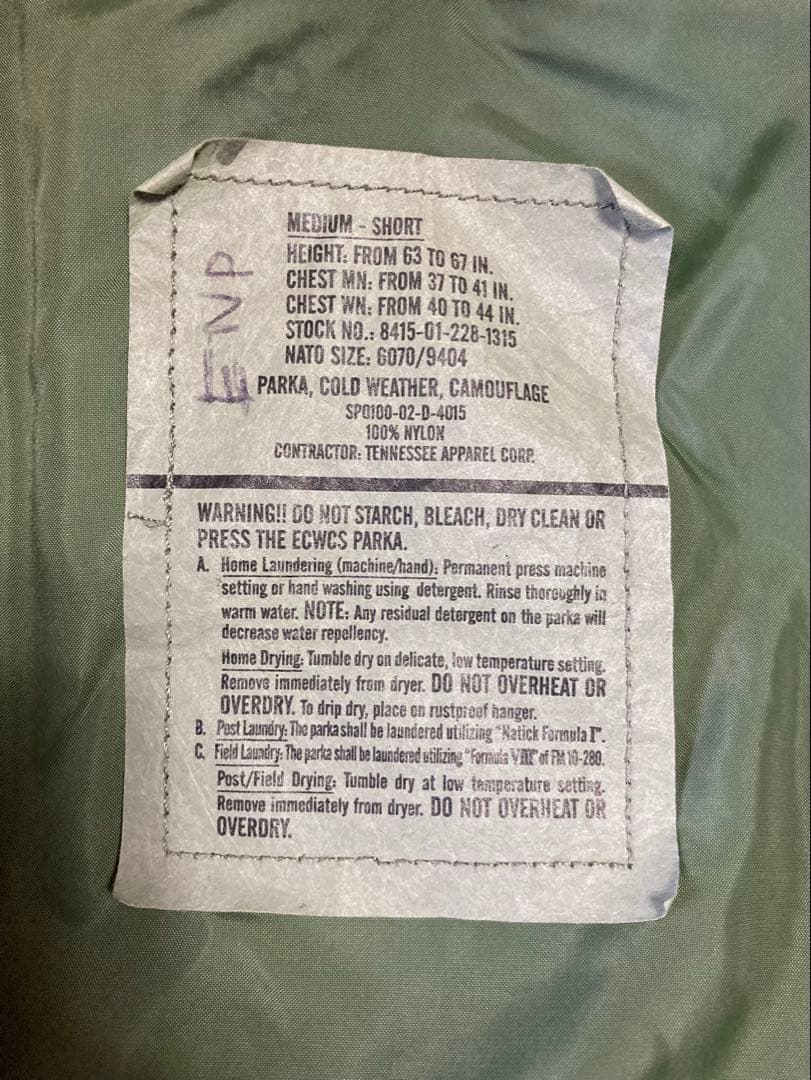 MEDIUM - SHORT
HEIGHT: FROM 63 TO 67 IN.
CHEST MN: FROM 37 TO 41 IN.
CHEST WN: FROM 40 TO 44 IN.
STOCK NO.: 8415-01-228-1315
NATO SIZE: 6070/9404
PARKA, COLD WEATHER, CAMOUFLAGE
SPO100-02-D-4015
100% NYLON
CONTRACTOR: TENNESSEE APPAREL CORP.
ENP
WARNING!! DO NOT STARCH, BLEACH, DRY CLEAN OR
PRESS THE ECWCS PARKA.
A. Home Laundering (machine/hand): Permanent press machine
setting or hand washing using detergent. Rinse thoroughly in
warm water. NOTE: Any residual detergent on the parka will
decrease water repellency.
Home Drying: Tumble dry on delicate, low temperature setting.
Remove immediately from dryer. DO NOT OVERHEAT OR
OVERDRY. To drip dry, place on rustproof hanger.
B. Post Laundry: The parka shall be laundered utilizing "Natick Formula I".
C. Field Laundry: The parka shall be laundered utilizing "Formula VIII" of FM 10-280.
Post/Field Drying: Tumble dry at low temperature setting.
Remove immediately from dryer. DO NOT OVERHEAT OR
OVERDRY.